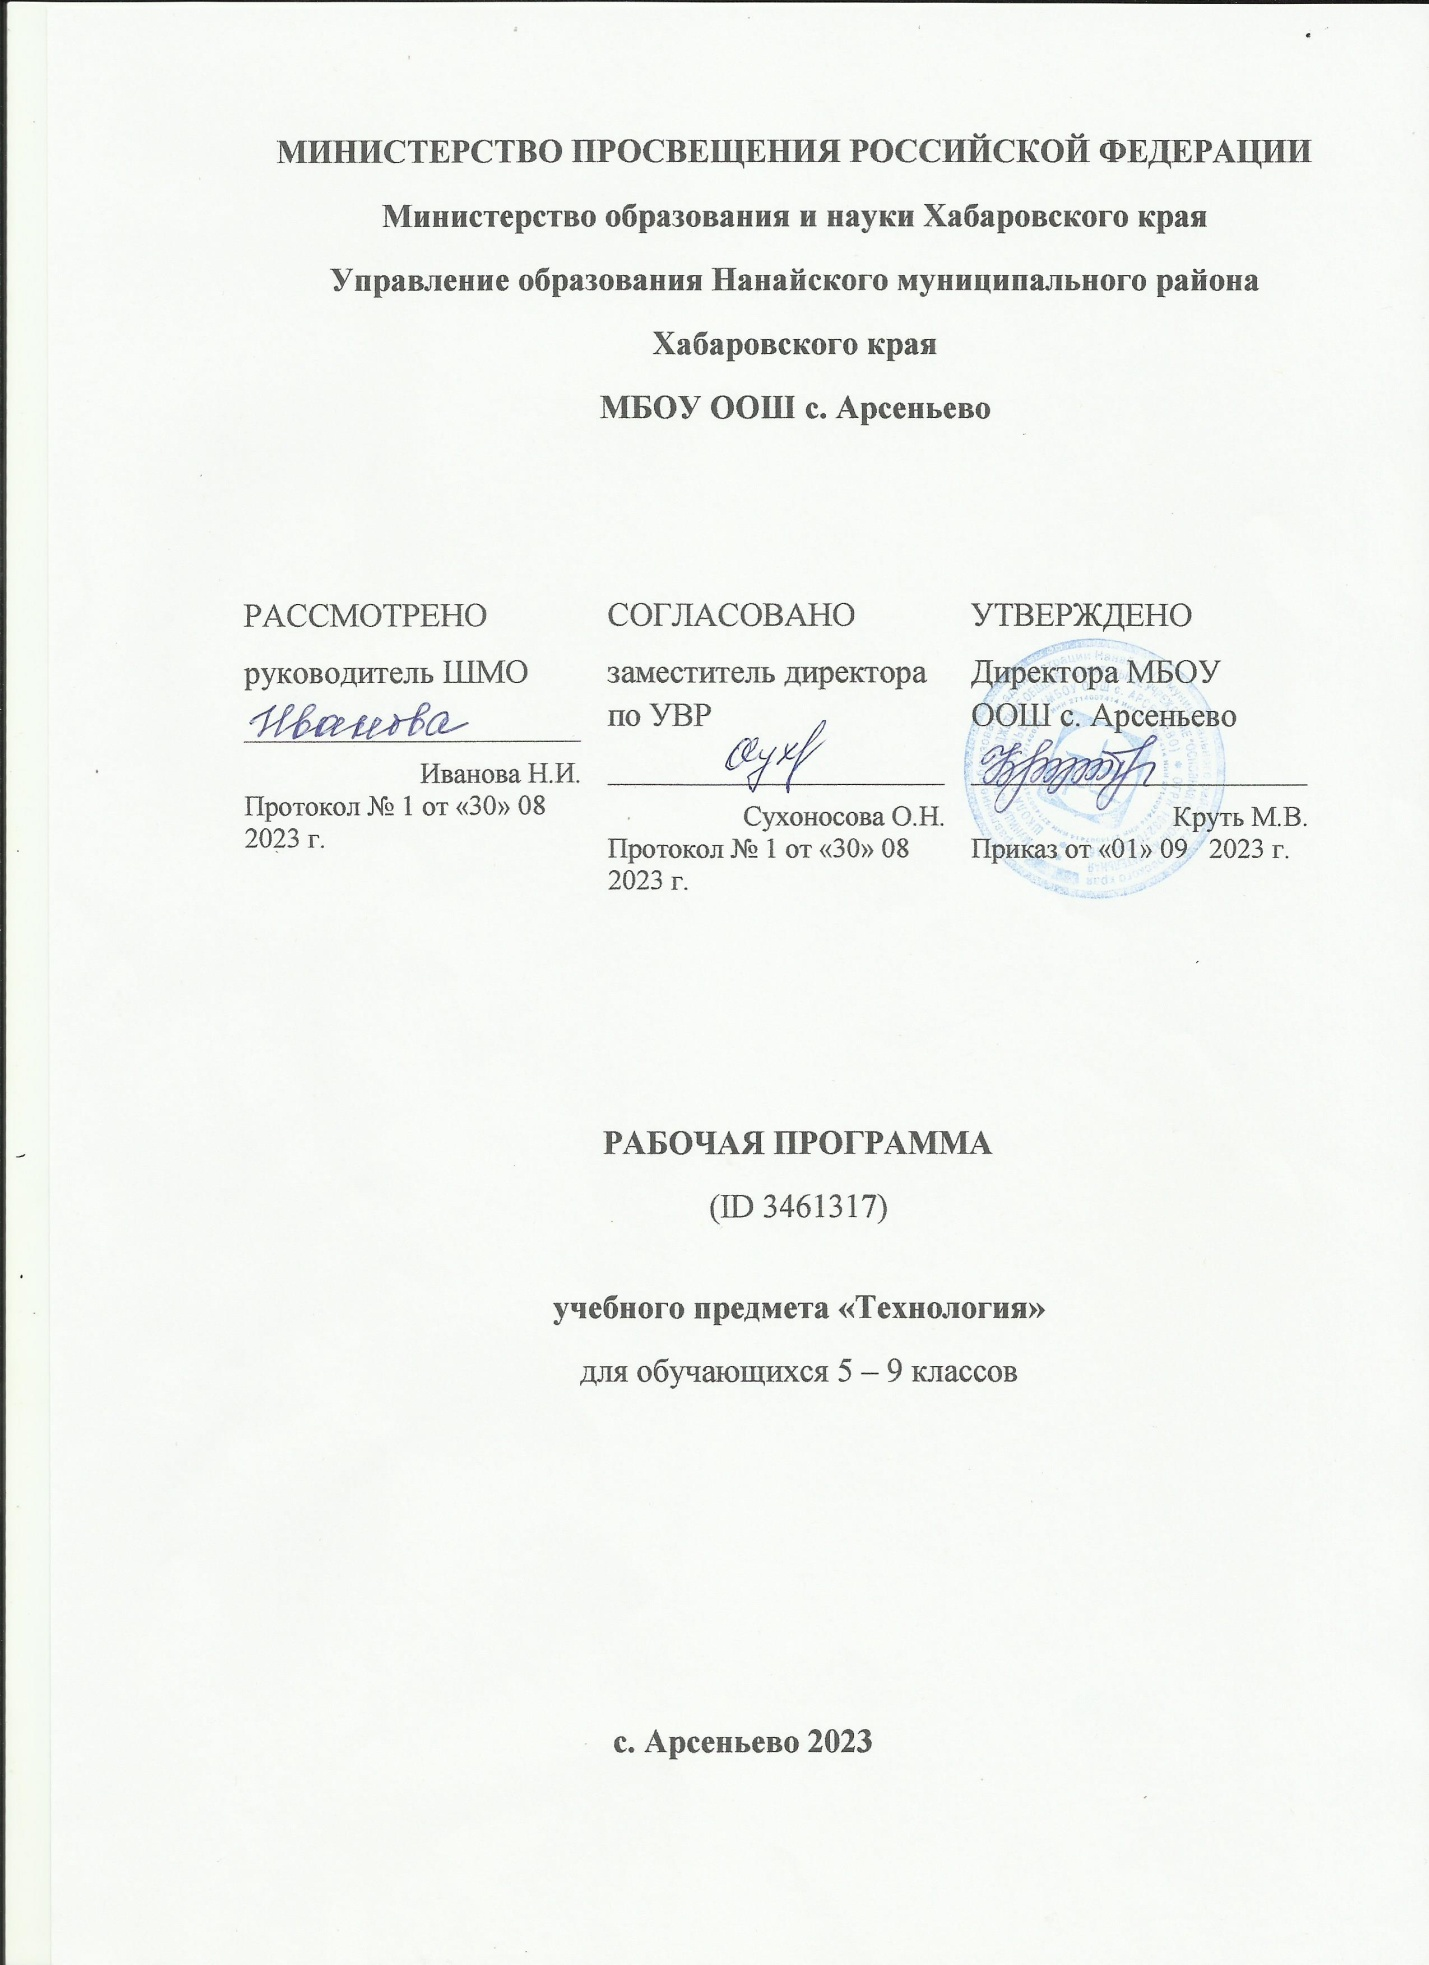 МИНИСТЕРСТВО ПРОСВЕЩЕНИЯ РОССИЙСКОЙ ФЕДЕРАЦИИ
Министерство образования и науки Хабаровского края
Управление образования Нанайского муниципального района
Хабаровского края
МБОУ ООШ с. Арсеньево
РАССМОТРЕНО
руководитель ШМО
Иванова
Иванова Н.И.
Протокол № 1 от «30» 08
2023 г.
СОГЛАСОВАНО
заместитель директора
по УВР
Сухоносова О.Н.
Протокол № 1 от «30» 08
2023 г.
УТВЕРЖДЕНО
Директора МБОУ
ООШ с. Арсеньево
Круть М.В.
Приказ от «01» 09 2023 г.
РАБОЧАЯ ПРОГРАММА
(ID 3461317)
учебного предмета «Технология»
для обучающихся 5 – 9 классов
с. Арсеньево 2023